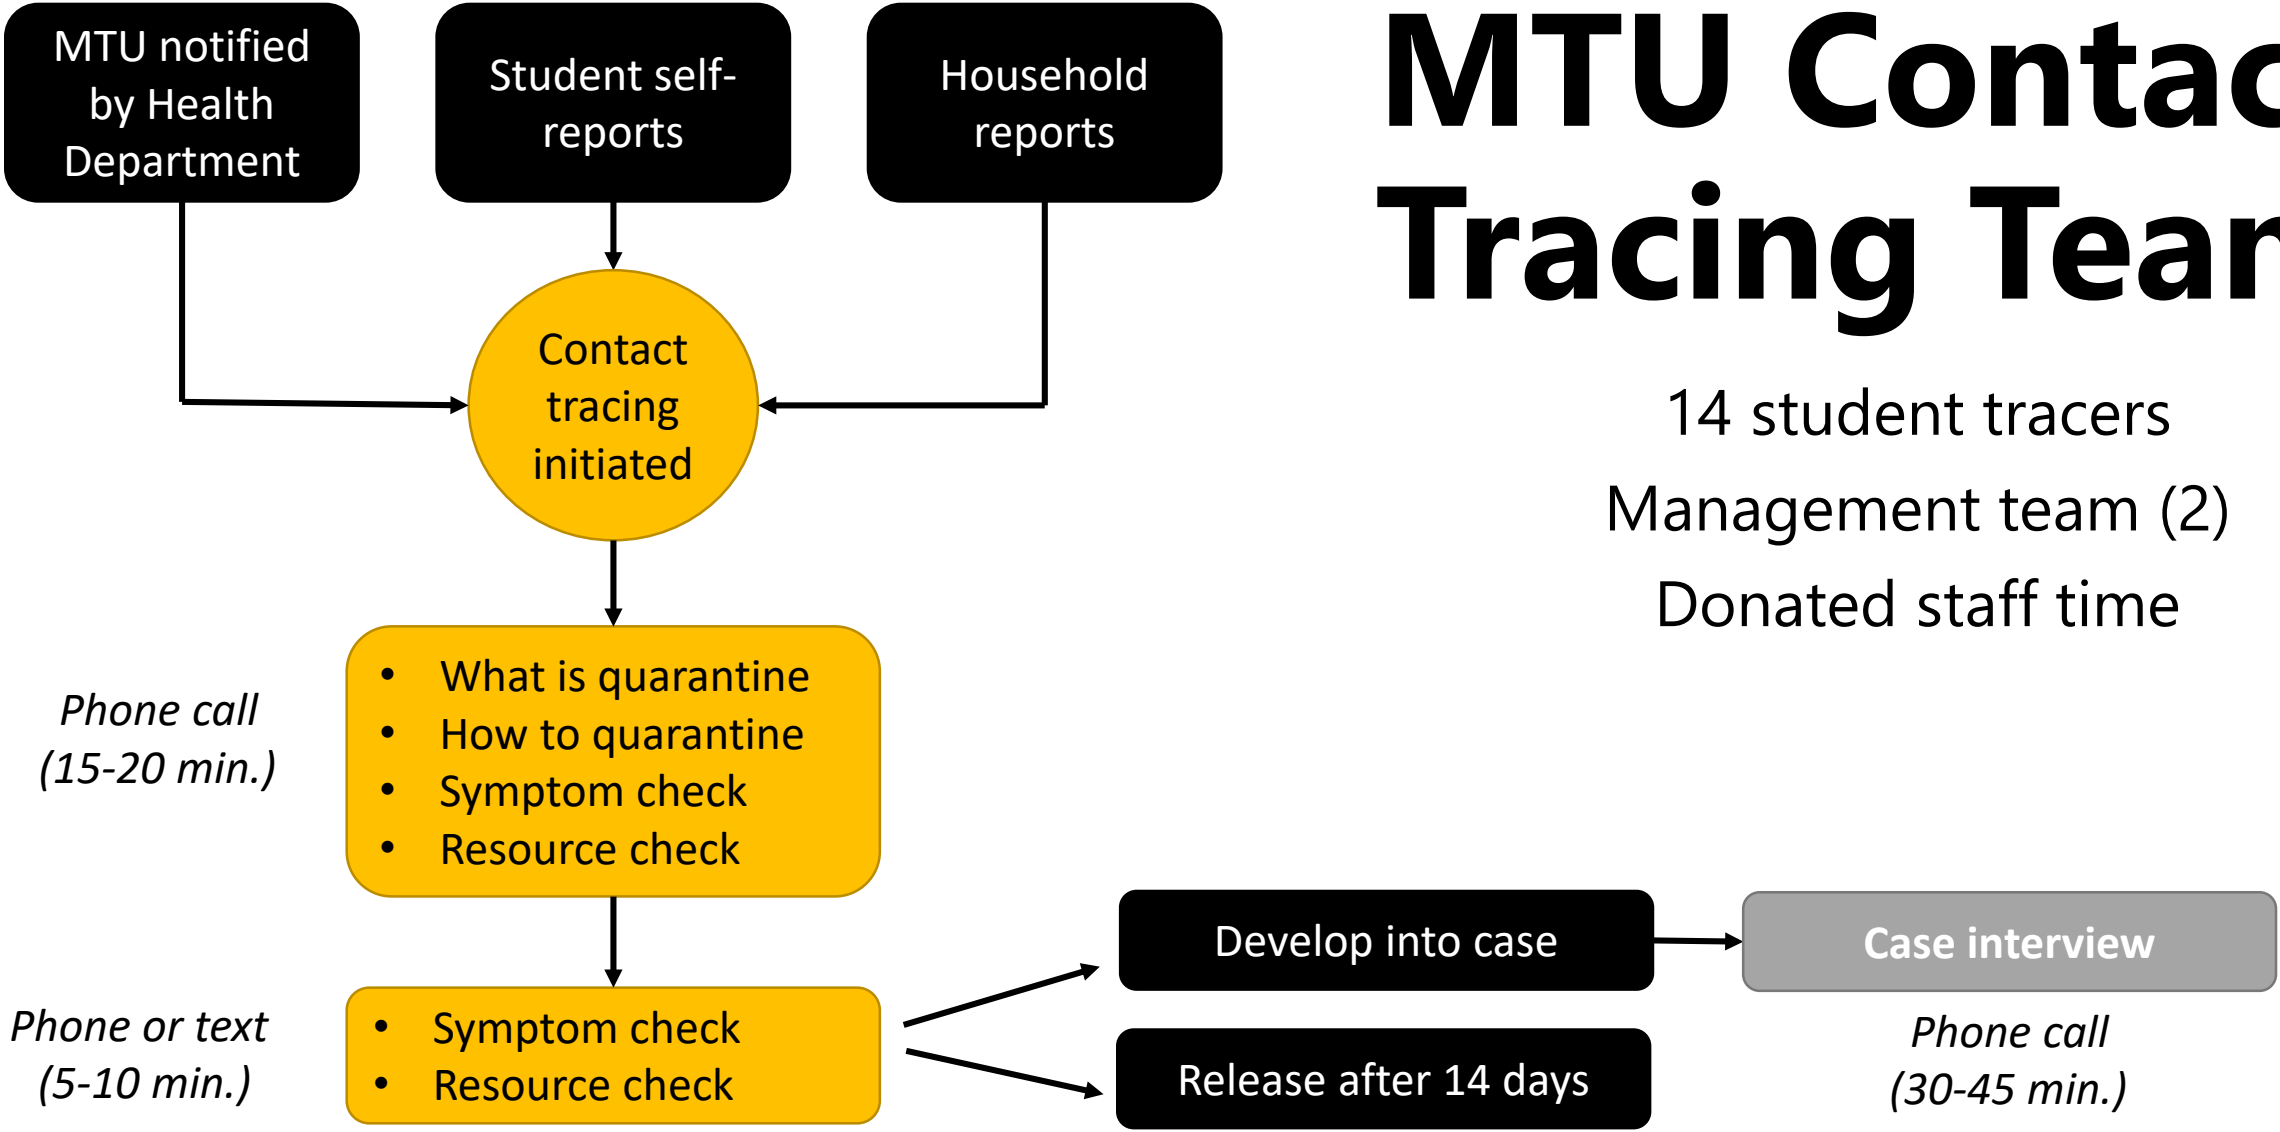 MTU notified
by Health
Department
Student self-
reports
Household
reports
MTU Contac
Tracing Tea
14 student tracers
Management team (2)
Donated staff time
Contact
tracing
initiated
Phone call
(15-20 min.)
• What is quarantine
• How to quarantine
• Symptom check
• Resource check
Phone or text
(5-10 min.)
• Symptom check
• Resource check
Develop into case
Release after 14 days
Case interview
Phone call
(30-45 min.)